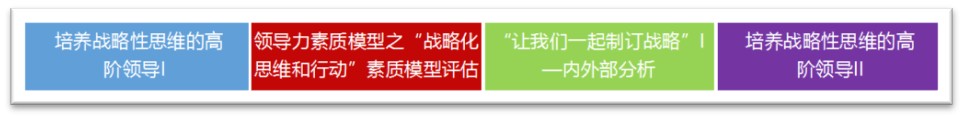 培养战略性思维的高
阶领导I
领导力素质模型之“战略化
思维和行动”素质模型评估
“让我们一起制订战略”I
—内外部分析
培养战略性思维的高
阶领导II